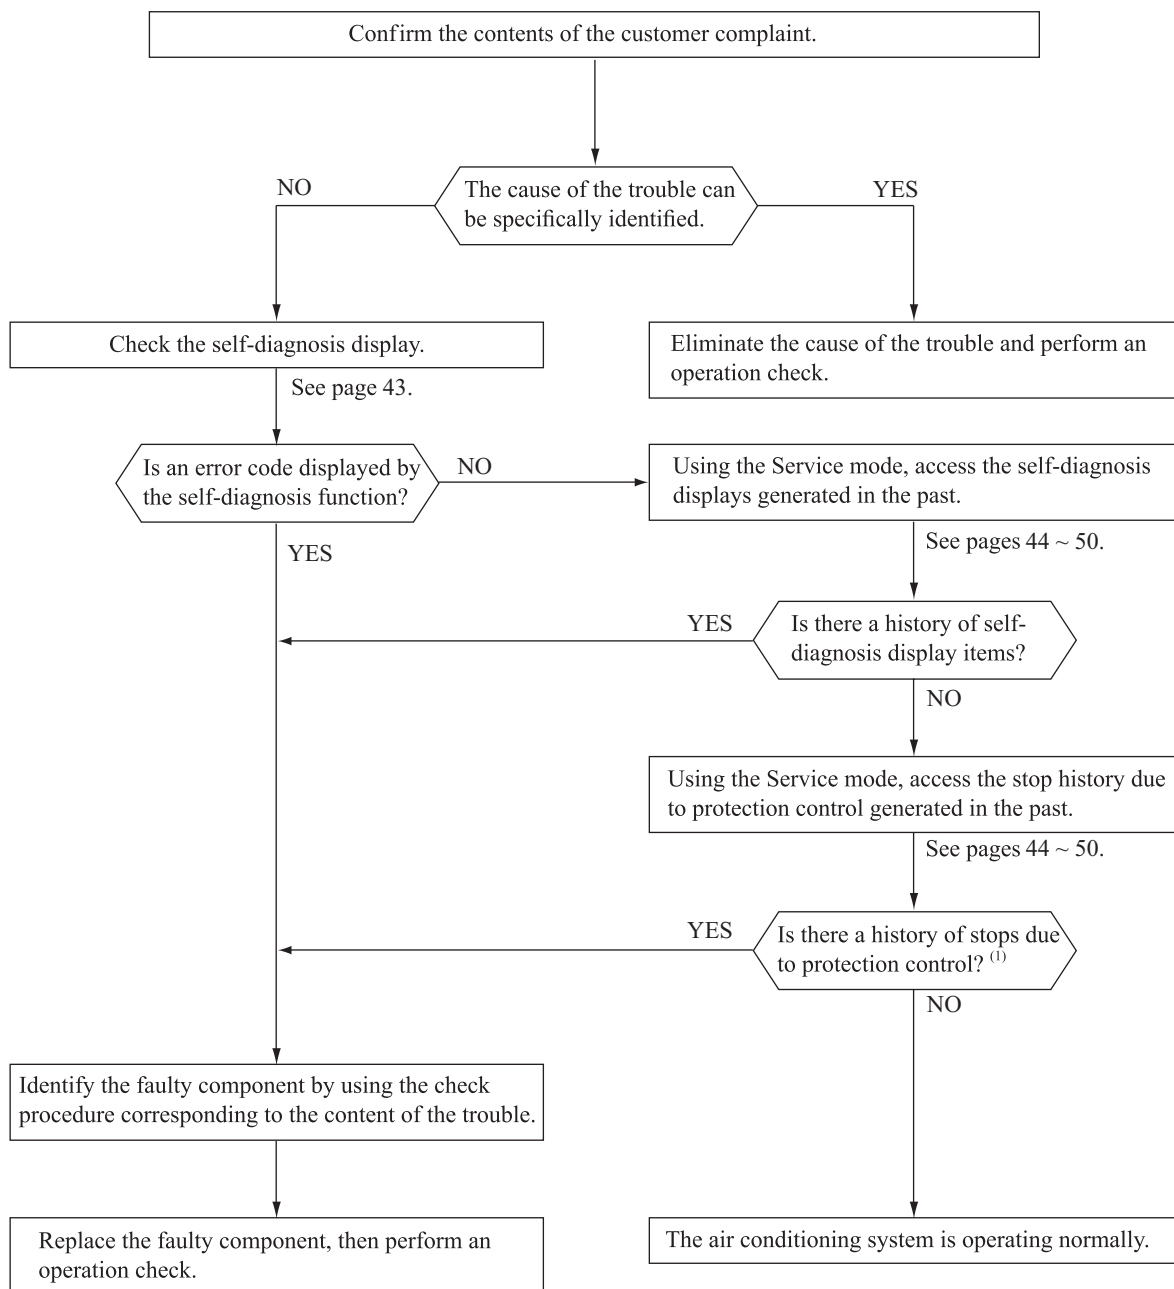 Confirm the contents of the customer complaint.
NO
The cause of the trouble can
be specifically identified.
YES
Check the self-diagnosis display.
See page 43.
Eliminate the cause of the trouble and perform an
operation check.
Is an error code displayed by
the self-diagnosis function?
NO
YES
Using the Service mode, access the self-diagnosis
displays generated in the past.
See pages 44 ~ 50.
YES
Is there a history of self-
diagnosis display items?
NO
Using the Service mode, access the stop history due
to protection control generated in the past.
See pages 44 ~ 50.
YES
Is there a history of stops due
to protection control? (1)
NO
Identify the faulty component by using the check
procedure corresponding to the content of the trouble.
Replace the faulty component, then perform an
operation check.
The air conditioning system is operating normally.